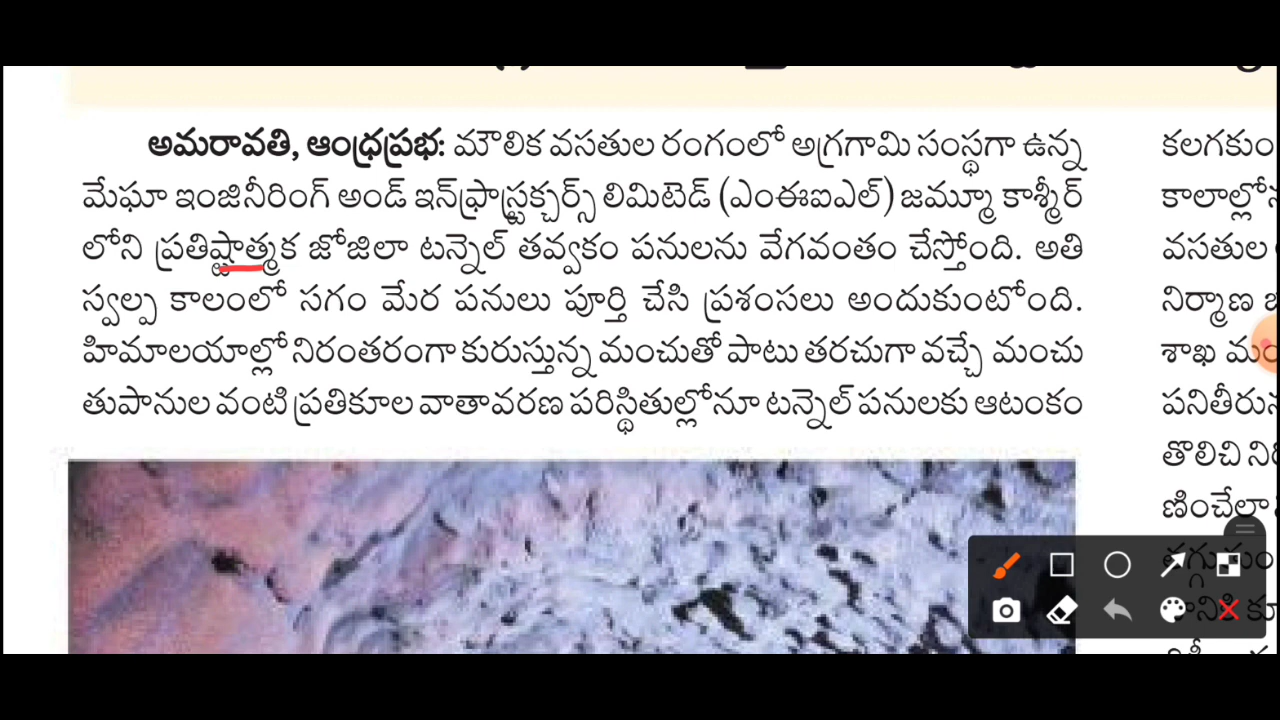 అమరావతి, ఆంధ్రప్రభ: మౌలిక వసతుల రంగంలో అగ్రగామి సంస్థగా ఉన్న
మేఘా ఇంజినీరింగ్ అండ్ ఇన్‌ఫ్రాస్ట్రక్చర్స్ లిమిటెడ్ (ఎంఈఐఎల్) జమ్మూ కాశ్మీర్
లోని ప్రతిష్టాత్మక జోజిలా టన్నెల్ తవ్వకం పనులను వేగవంతం చేస్తోంది. అతి
స్వల్ప కాలంలో సగం మేర పనులు పూర్తి చేసి ప్రశంసలు అందుకుంటోంది.
హిమాలయాల్లో నిరంతరంగా కురుస్తున్న మంచుతో పాటు తరచుగా వచ్చే మంచు
తుపానుల వంటి ప్రతికూల వాతావరణ పరిస్థితుల్లోనూ టన్నెల్ పనులకు ఆటంకం
కలగకుం
కాలాల్లో
వసతుల
నిర్మాణ
శాఖ
పనితీరు
తొలిచి
ణించేలా